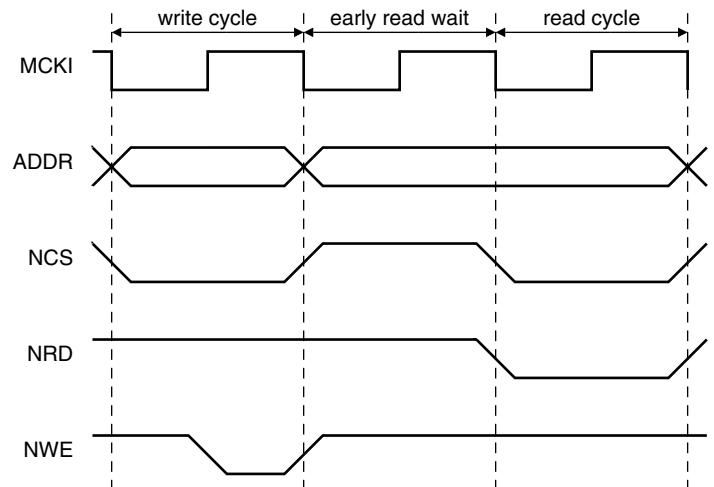 write cycle early read wait read cycle
MCKI
ADDR
NCS
NRD
NWE